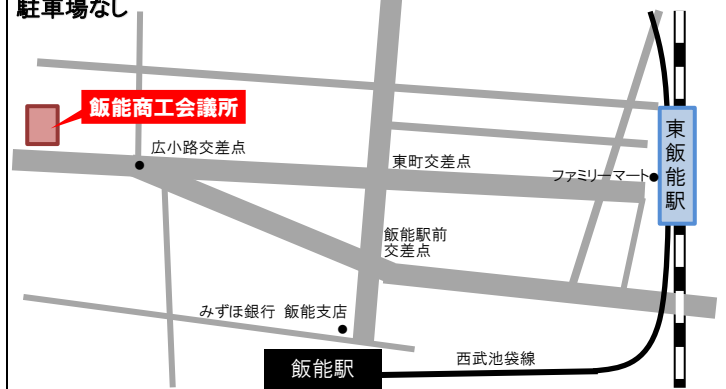 駐車場なし
飯能商工会議所
広小路交差点
東町交差点
ファミリーマート
東飯能駅
飯能駅前
交差点
みずほ銀行 飯能支店
飯能駅
西武池袋線